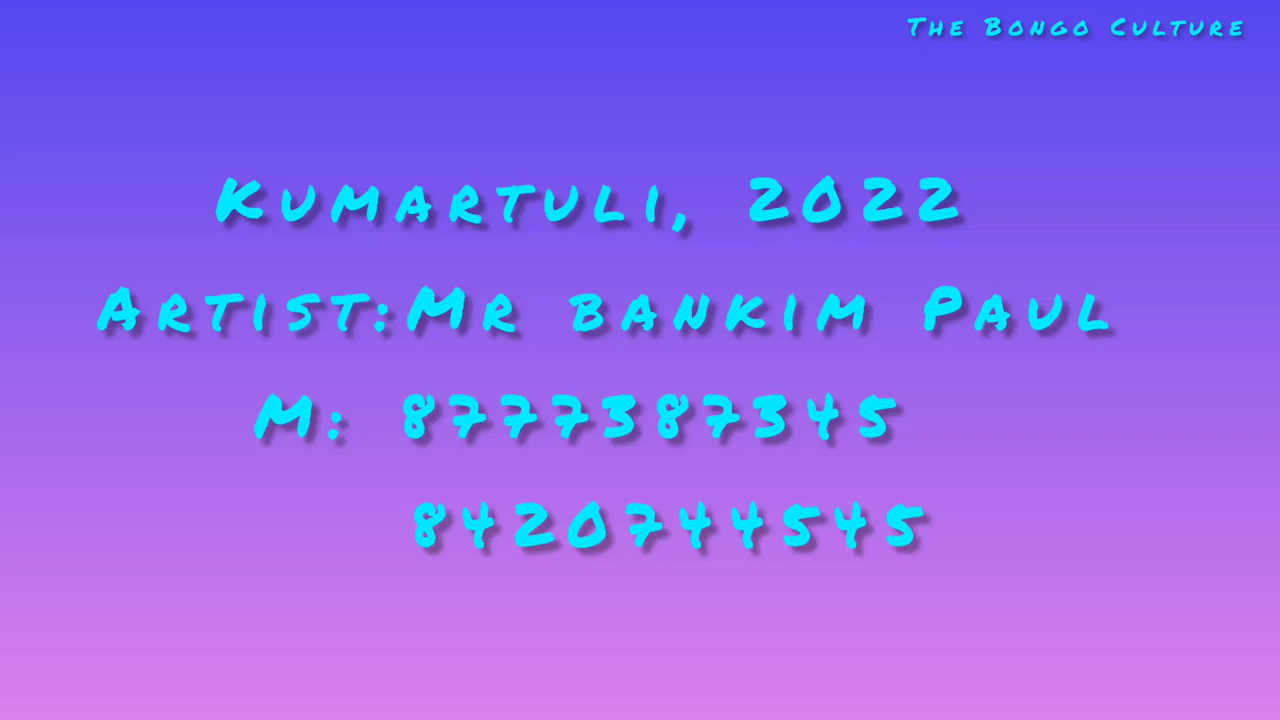 The Bongo Culture
Kumartuli, 2022
Artist:Mr bankim Paul
M: 8777387345
8420744545